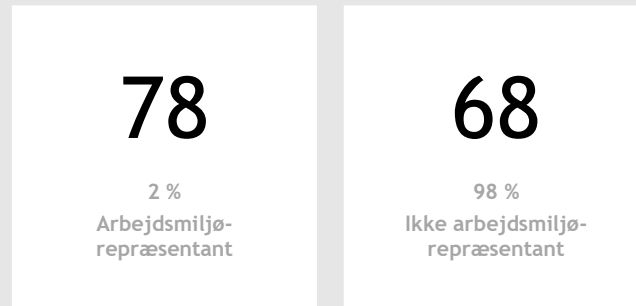 78
2 %
Arbejdsmiljø-
repræsentant
68
98 %
Ikke arbejdsmiljø-
repræsentant